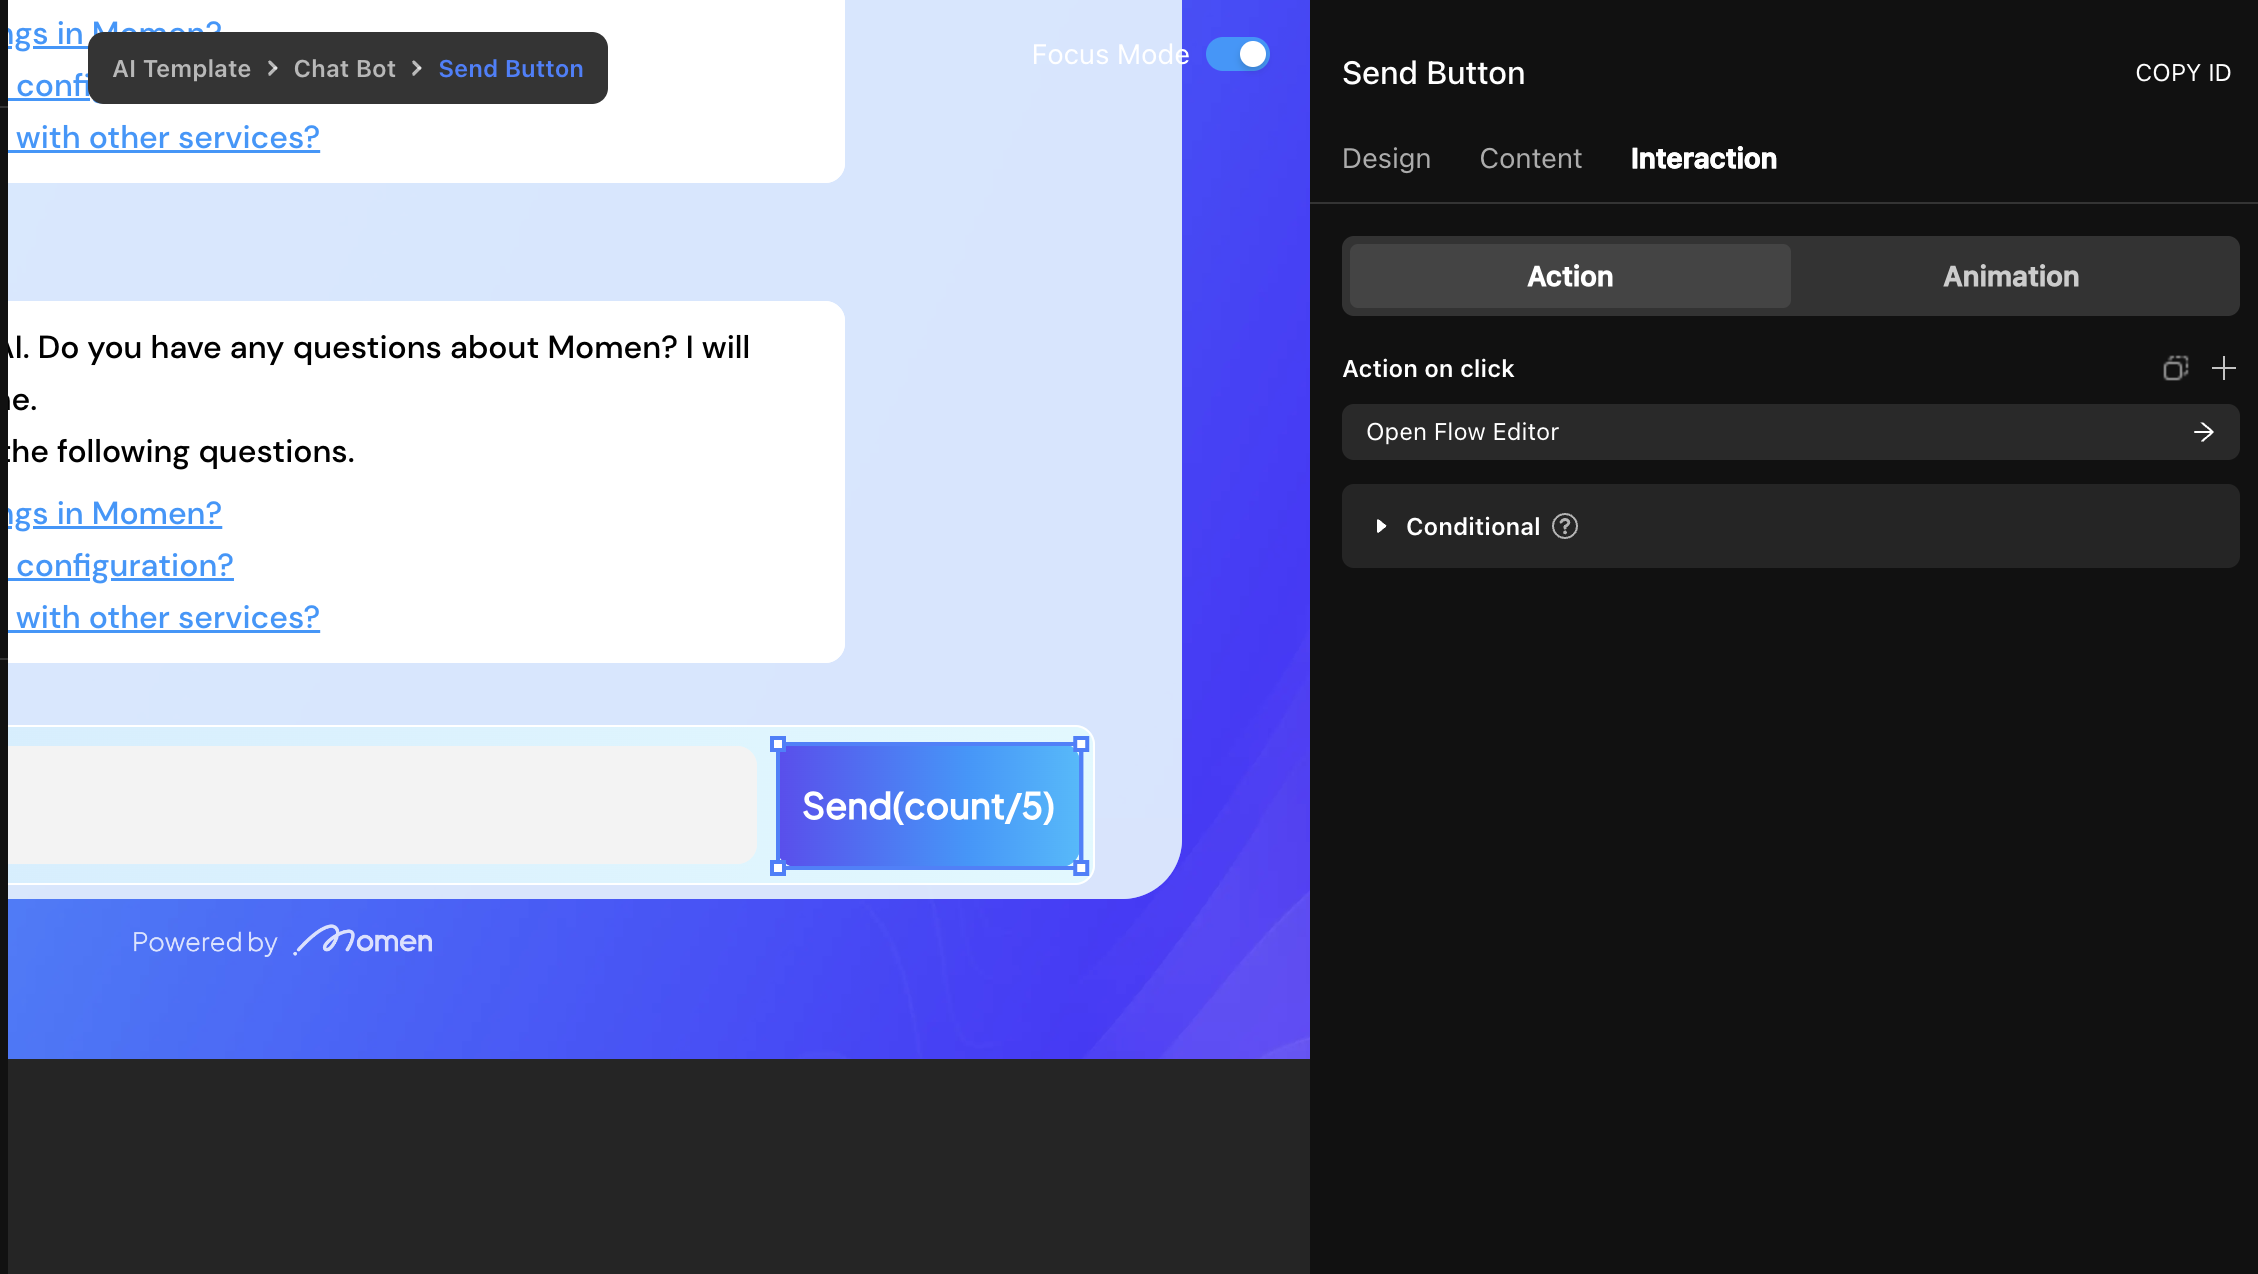 ngs in Momen?
AI Template > Chat Bot > Send Button
confi
with other services?
Focus Mode
AI. Do you have any questions about Momen? I will
ne.
the following questions.
ngs in Momen?
configuration?
with other services?
Send(count/5)
Powered by Momen
Send Button
COPY ID
Design Content Interaction
Action Animation
Action on click
Open Flow Editor
Conditional ?